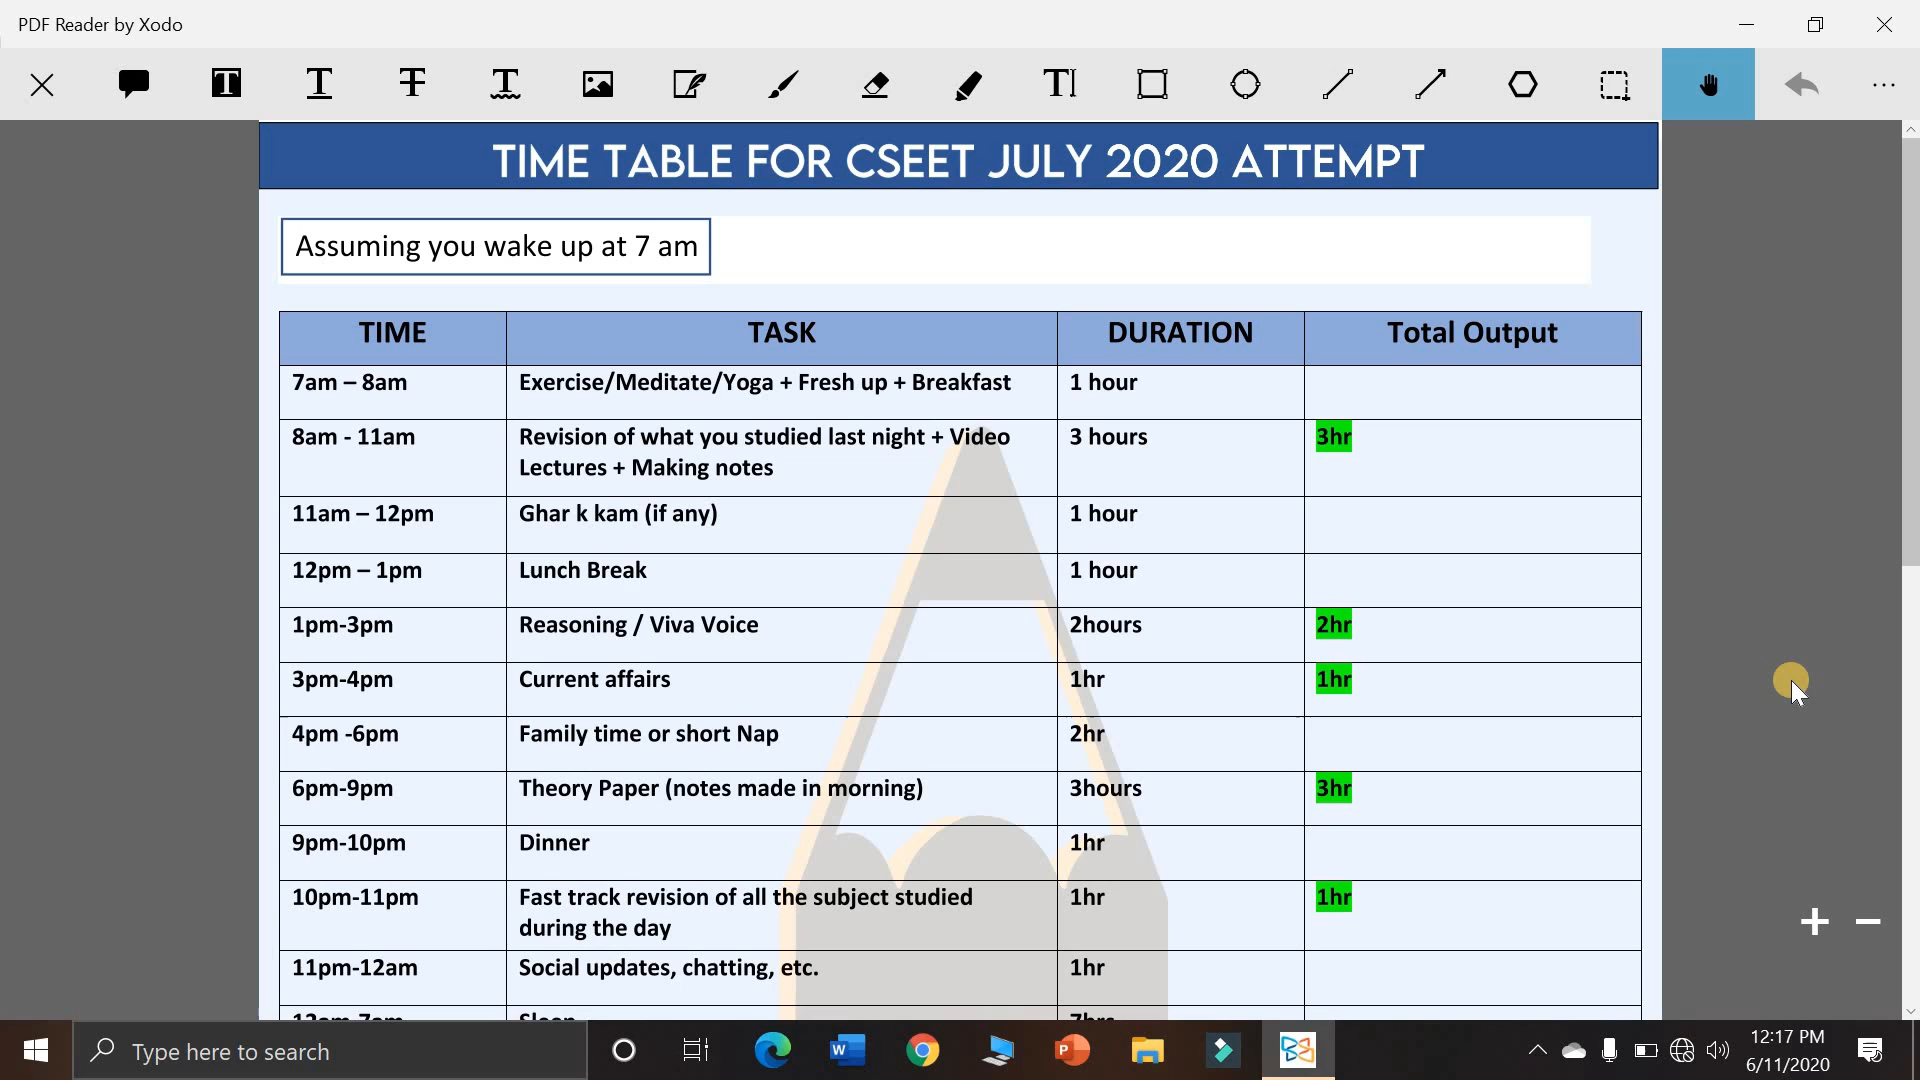 PDF Reader by Xodo
TIME TABLE FOR CSEET JULY 2020 ATTEMPT
Assuming you wake up at 7 am
TIME TASK DURATION Total Output
7am – 8am Exercise/Meditate/Yoga + Fresh up + Breakfast 1 hour
8am - 11am Revision of what you studied last night + Video 3 hours 3hr
Lectures + Making notes
11am – 12pm Ghar k kam (if any) 1 hour
12pm – 1pm Lunch Break 1 hour
1pm-3pm Reasoning / Viva Voice 2hours 2hr
3pm-4pm Current affairs 1hr 1hr
4pm -6pm Family time or short Nap 2hr
6pm-9pm Theory Paper (notes made in morning) 3hours 3hr
9pm-10pm Dinner 1hr
10pm-11pm Fast track revision of all the subject studied 1hr 1hr
during the day
11pm-12am Social updates, chatting, etc. 1hr
12am-7am Sleep 7hrs
Type here to search
12:17 PM
6/11/2020